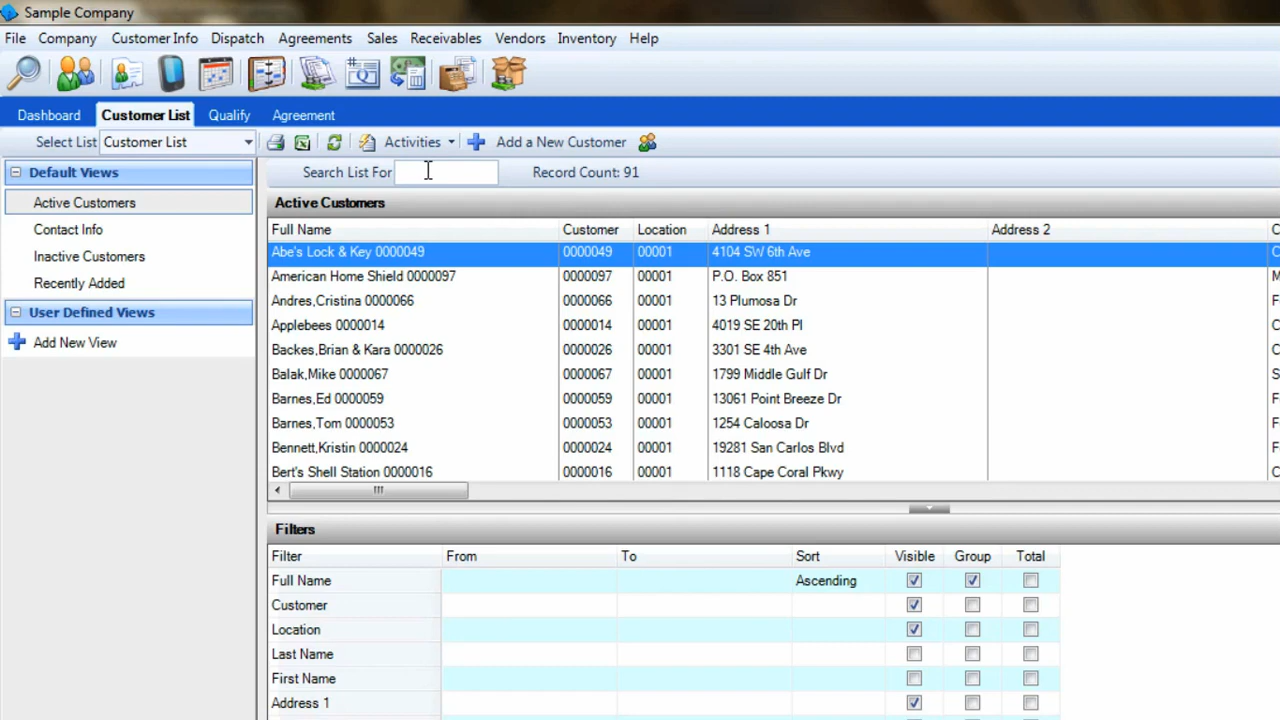 Sample Company
File Company Customer Info Dispatch Agreements Sales Receivables Vendors Inventory Help
Dashboard Customer List Qualify Agreement
Select List Customer List Activities Add a New Customer
Default Views Search List For Record Count: 91
Active Customers
Contact Info
Inactive Customers
Recently Added
User Defined Views
Add New View
Active Customers
Full Name Customer Location Address 1 Address 2 C
Abe's Lock & Key 0000049 0000049 00001 4104 SW 6th Ave C
American Home Shield 0000097 0000097 00001 P.O. Box 851 M
Andres,Cristina 0000066 0000066 00001 13 Plumosa Dr F
Applebees 0000014 0000014 00001 4019 SE 20th Pl C
Backes,Brian & Kara 0000026 0000026 00001 3301 SE 4th Ave C
Balak,Mike 0000067 0000067 00001 1799 Middle Gulf Dr S
Barnes,Ed 0000059 0000059 00001 13061 Point Breeze Dr F
Barnes,Tom 0000053 0000053 00001 1254 Caloosa Dr F
Bennett,Kristin 0000024 0000024 00001 19281 San Carlos Blvd F
Bert's Shell Station 0000016 0000016 00001 1118 Cape Coral Pkwy C
Filters
Filter From To Sort Visible Group Total
Full Name Ascending
Customer
Location
Last Name
First Name
Address 1